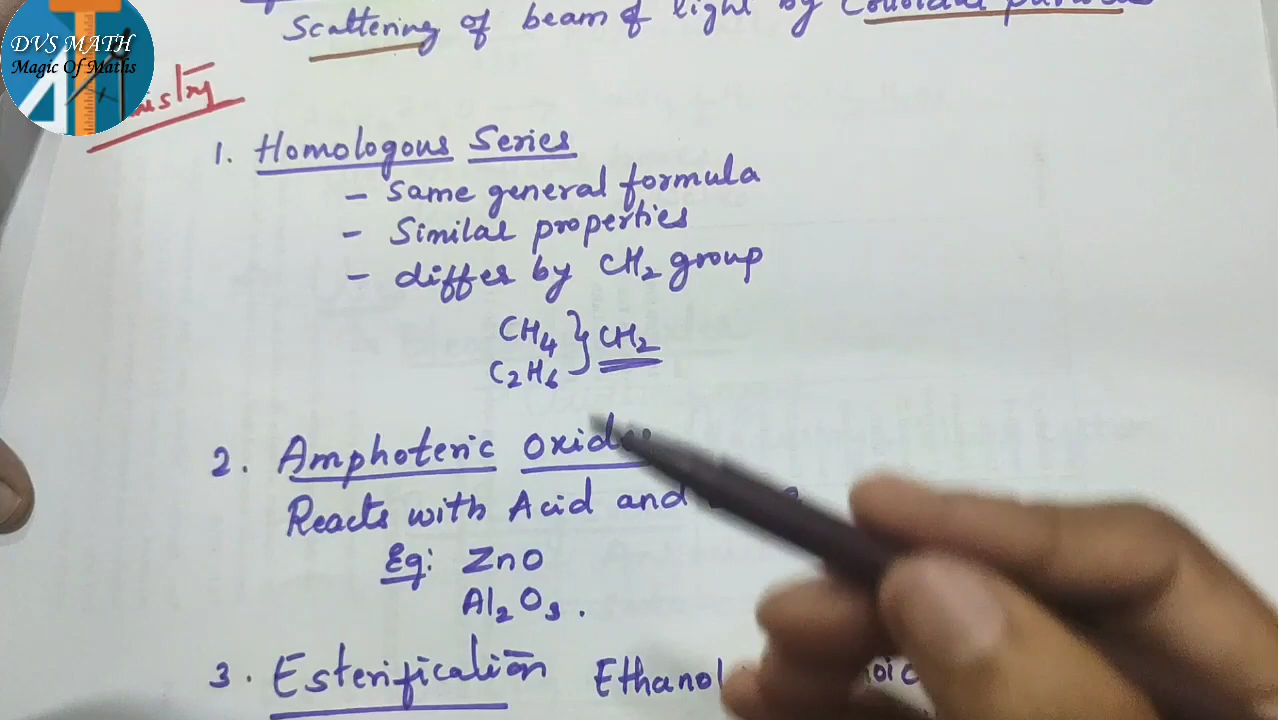 Scattering of beam of light by
DVS MATH
Magic Of Maths
1. Homologous Series
- Same general formula
- Similar properties
- differ by CH₂ group
CH₄ } CH₂
C₂H₆
2. Amphoteric
Reacts with Acid and
Eg: ZnO
Al₂O₃.
3. Esterification Ethanol